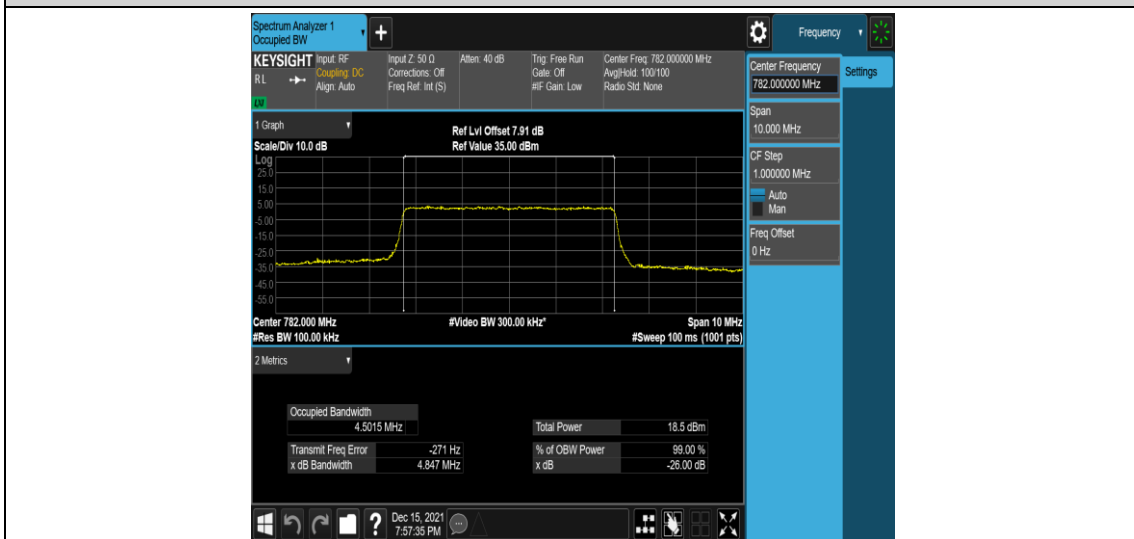 Spectrum Analyzer 1
Occupied BW
Frequency
KEYSIGHT
RL
Input: RF
Coupling: DC
Align: Auto
Input Z: 50 Ω
Corrections: Off
Freq Ref: Int (S)
Atten: 40 dB
Trig: Free Run
Gate: Off
#IF Gain: Low
Center Freq: 782.000000 MHz
Avg|Hold: 100/100
Radio Std: None
Center Frequency
782.000000 MHz
Settings
Span
10.000 MHz
CF Step
1.000000 MHz
Auto
Man
Freq Offset
0 Hz
1 Graph
Scale/Div 10.0 dB
Ref Lvl Offset 7.91 dB
Ref Value 35.00 dBm
Log
25.0
15.0
5.00
-5.00
-15.0
-25.0
-35.0
-45.0
-55.0
Center 782.000 MHz
#Video BW 300.00 kHz*
Span 10 MHz
#Res BW 100.00 kHz
#Sweep 100 ms (1001 pts)
2 Metrics
Occupied Bandwidth
4.5015 MHz
Total Power 18.5 dBm
Transmit Freq Error -271 Hz
% of OBW Power 99.00 %
x dB Bandwidth 4.847 MHz
x dB -26.00 dB
Dec 15, 2021
7:57:35 PM